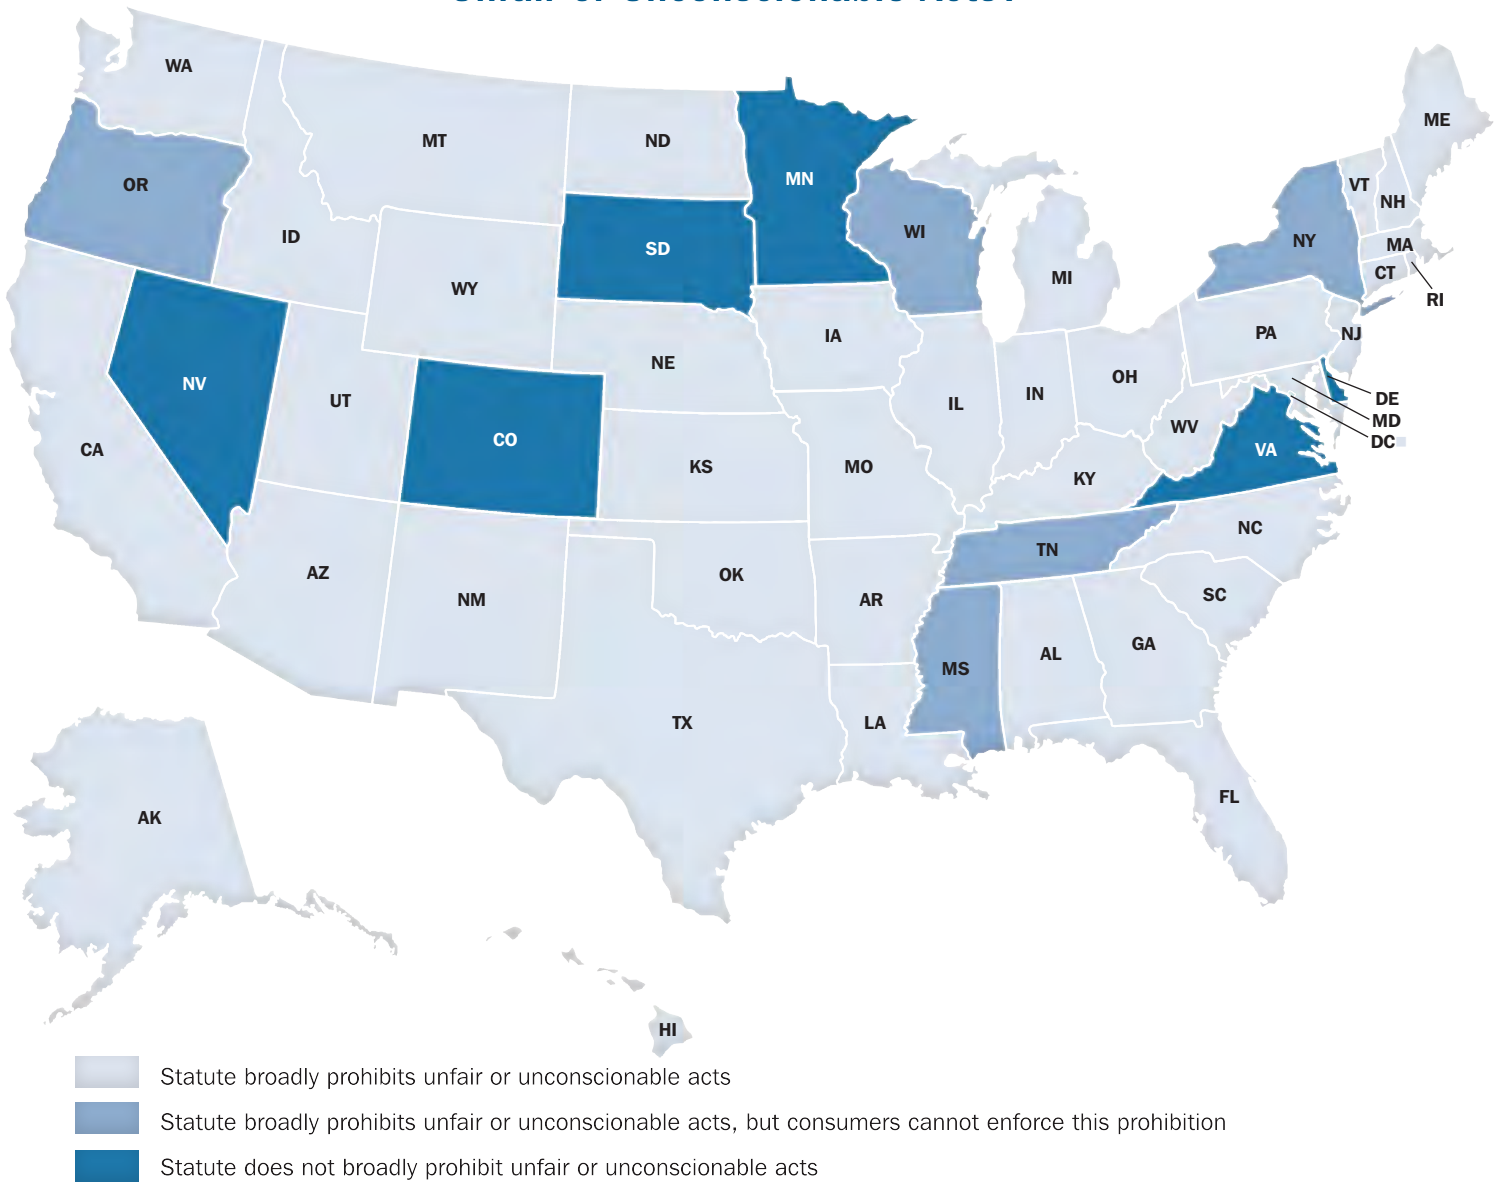 WA
ME
MT
ND
MN
OR
VT
NH
WI
NY
MA
ID
SD
CT
MI
WY
RI
IA
PA
NJ
NE
NV
OH
UT
IN
DE
IL
MD
WV
CO
DC
CA
VA
KS
MO
KY
NC
TN
AZ
OK
SC
NM
AR
GA
AL
MS
TX
LA
FL
AK
HI
Statute broadly prohibits unfair or unconscionable acts
Statute broadly prohibits unfair or unconscionable acts, but consumers cannot enforce this prohibition
Statute does not broadly prohibit unfair or unconscionable acts